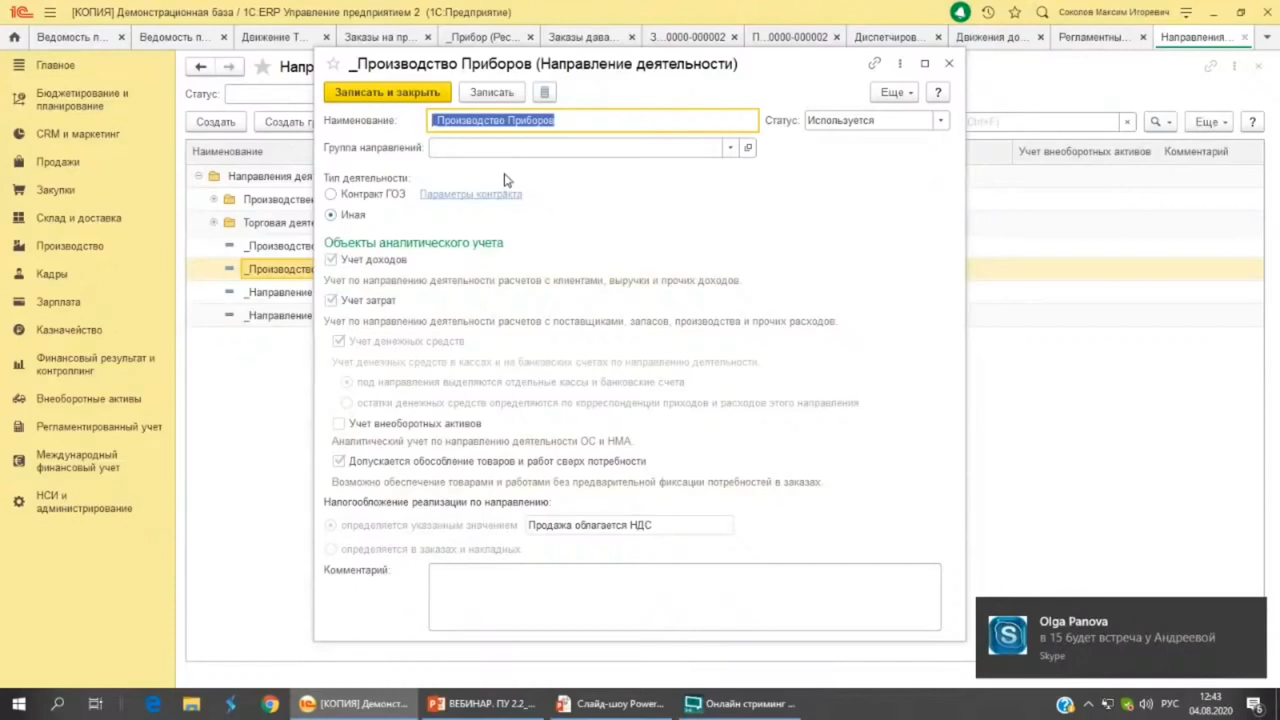 [КОПИЯ] Демонстрационная база / 1С:ERP Управление предприятием 2 (1С:Предприятие)
Соколов Максим Игоревич
Ведомость п...
Ведомость п...
Движение Т...
Заказы на пр...
_Прибор (Рес...
Заказы дава...
З...0000-000002
П...0000-000002
Диспетчиров...
Движения до...
Регламентны...
Направления...
Главное
Бюджетирование и
планирование
CRM и маркетинг
Продажи
Закупки
Склад и доставка
Производство
Кадры
Зарплата
Казначейство
Финансовый результат и
контроллинг
Внеоборотные активы
Регламентированный учет
Международный
финансовый учет
НСИ и
администрирование
Напр
Статус:
Создать
Создать гр
Наименование
Направления дея
Производствен
Торговая деяте
_Производство
_Производство
_Направление
_Направление
_Производство Приборов (Направление деятельности)
Записать и закрыть
Записать
Еще
?
Наименование:
_Производство Приборов
Статус:
Используется
Группа направлений:
Тип деятельности:
Контракт ГОЗ
Параметры контракта
Иная
Объекты аналитического учета
Учет доходов
Учет по направлению деятельности расчетов с клиентами, выручки и прочих доходов.
Учет затрат
Учет по направлению деятельности расчетов с поставщиками, запасов, производства и прочих расходов.
Учет денежных средств
Учет денежных средств в кассах и на банковских счетах по направлению деятельности.
под направления выделяются отдельные кассы и банковские счета
остатки денежных средств определяются по корреспонденции приходов и расходов этого направления
Учет внеоборотных активов
Аналитический учет по направлению деятельности ОС и НМА.
Допускается обособление товаров и работ сверх потребности
Возможно обеспечение товарами и работами без предварительной фиксации потребностей в заказах.
Налогообложение реализации по направлению:
определяется указанным значением
Продажа облагается НДС
определяется в заказах и накладных
Комментарий:
Ctrl+F)
Еще
?
Учет внеоборотных активов
Комментарий
Olga Panova
в 15 будет встреча у Андреевой
Skype
[КОПИЯ] Демонст...
ВЕБИНАР. ПУ 2.2_...
Слайд-шоу Power...
Онлайн стриминг ...
РУС
12:43
04.08.2020